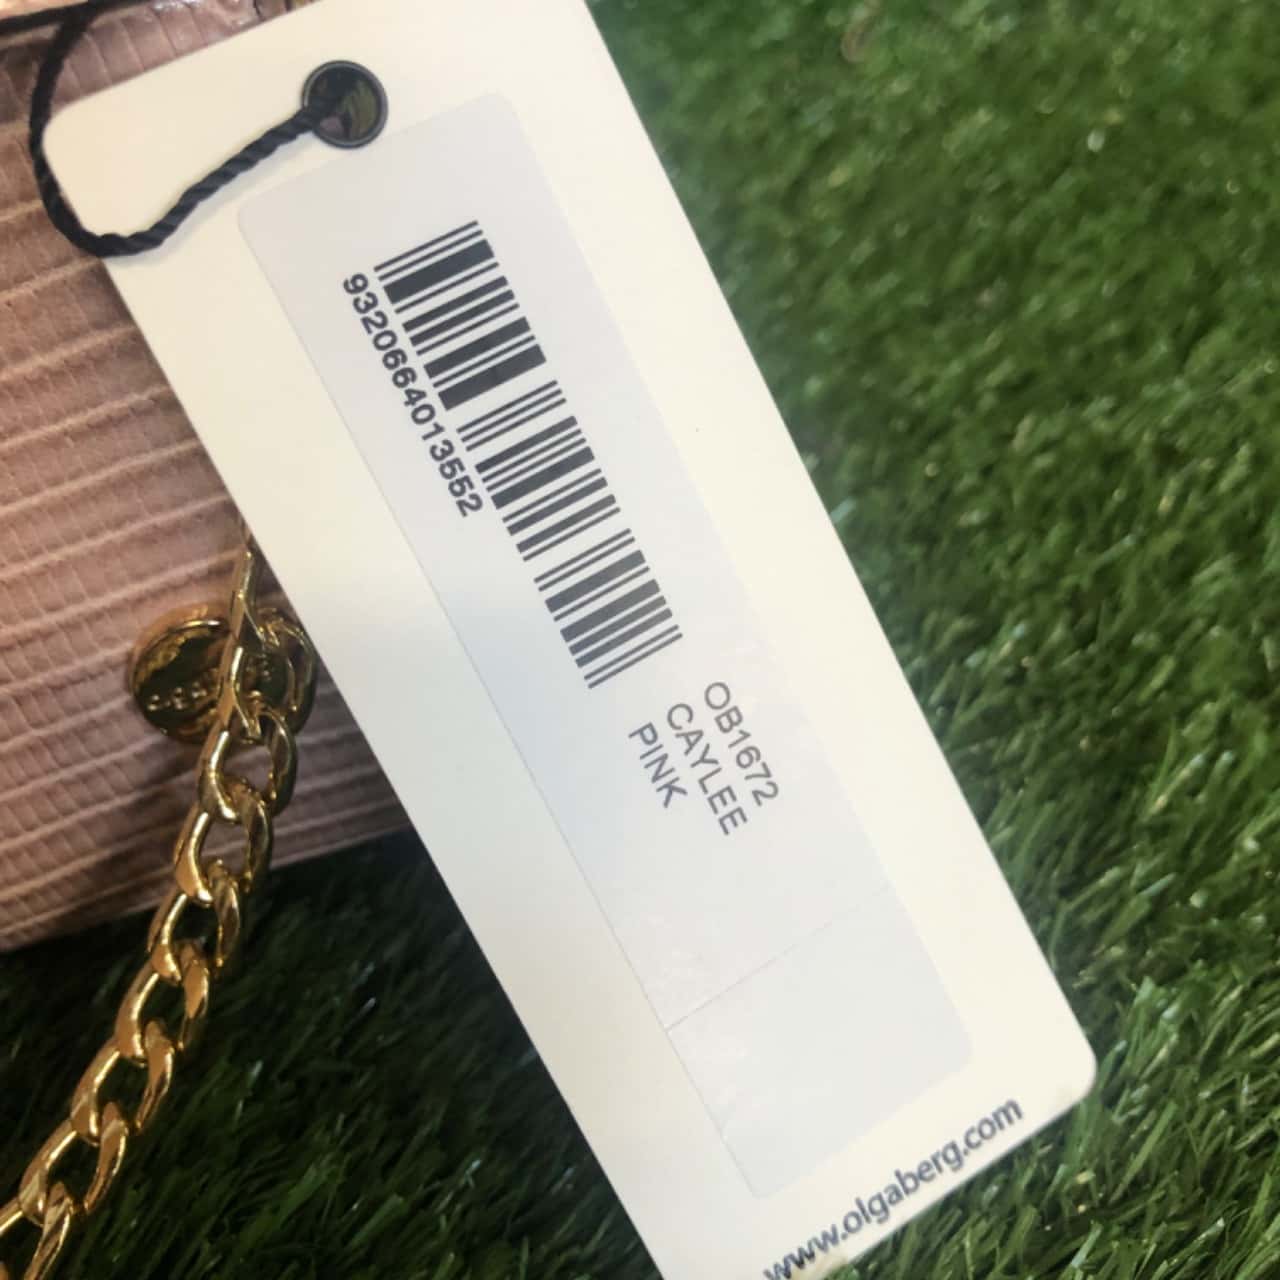 9320664013552
OB1672
CAYLEE
PINK
www.olgaberg.com